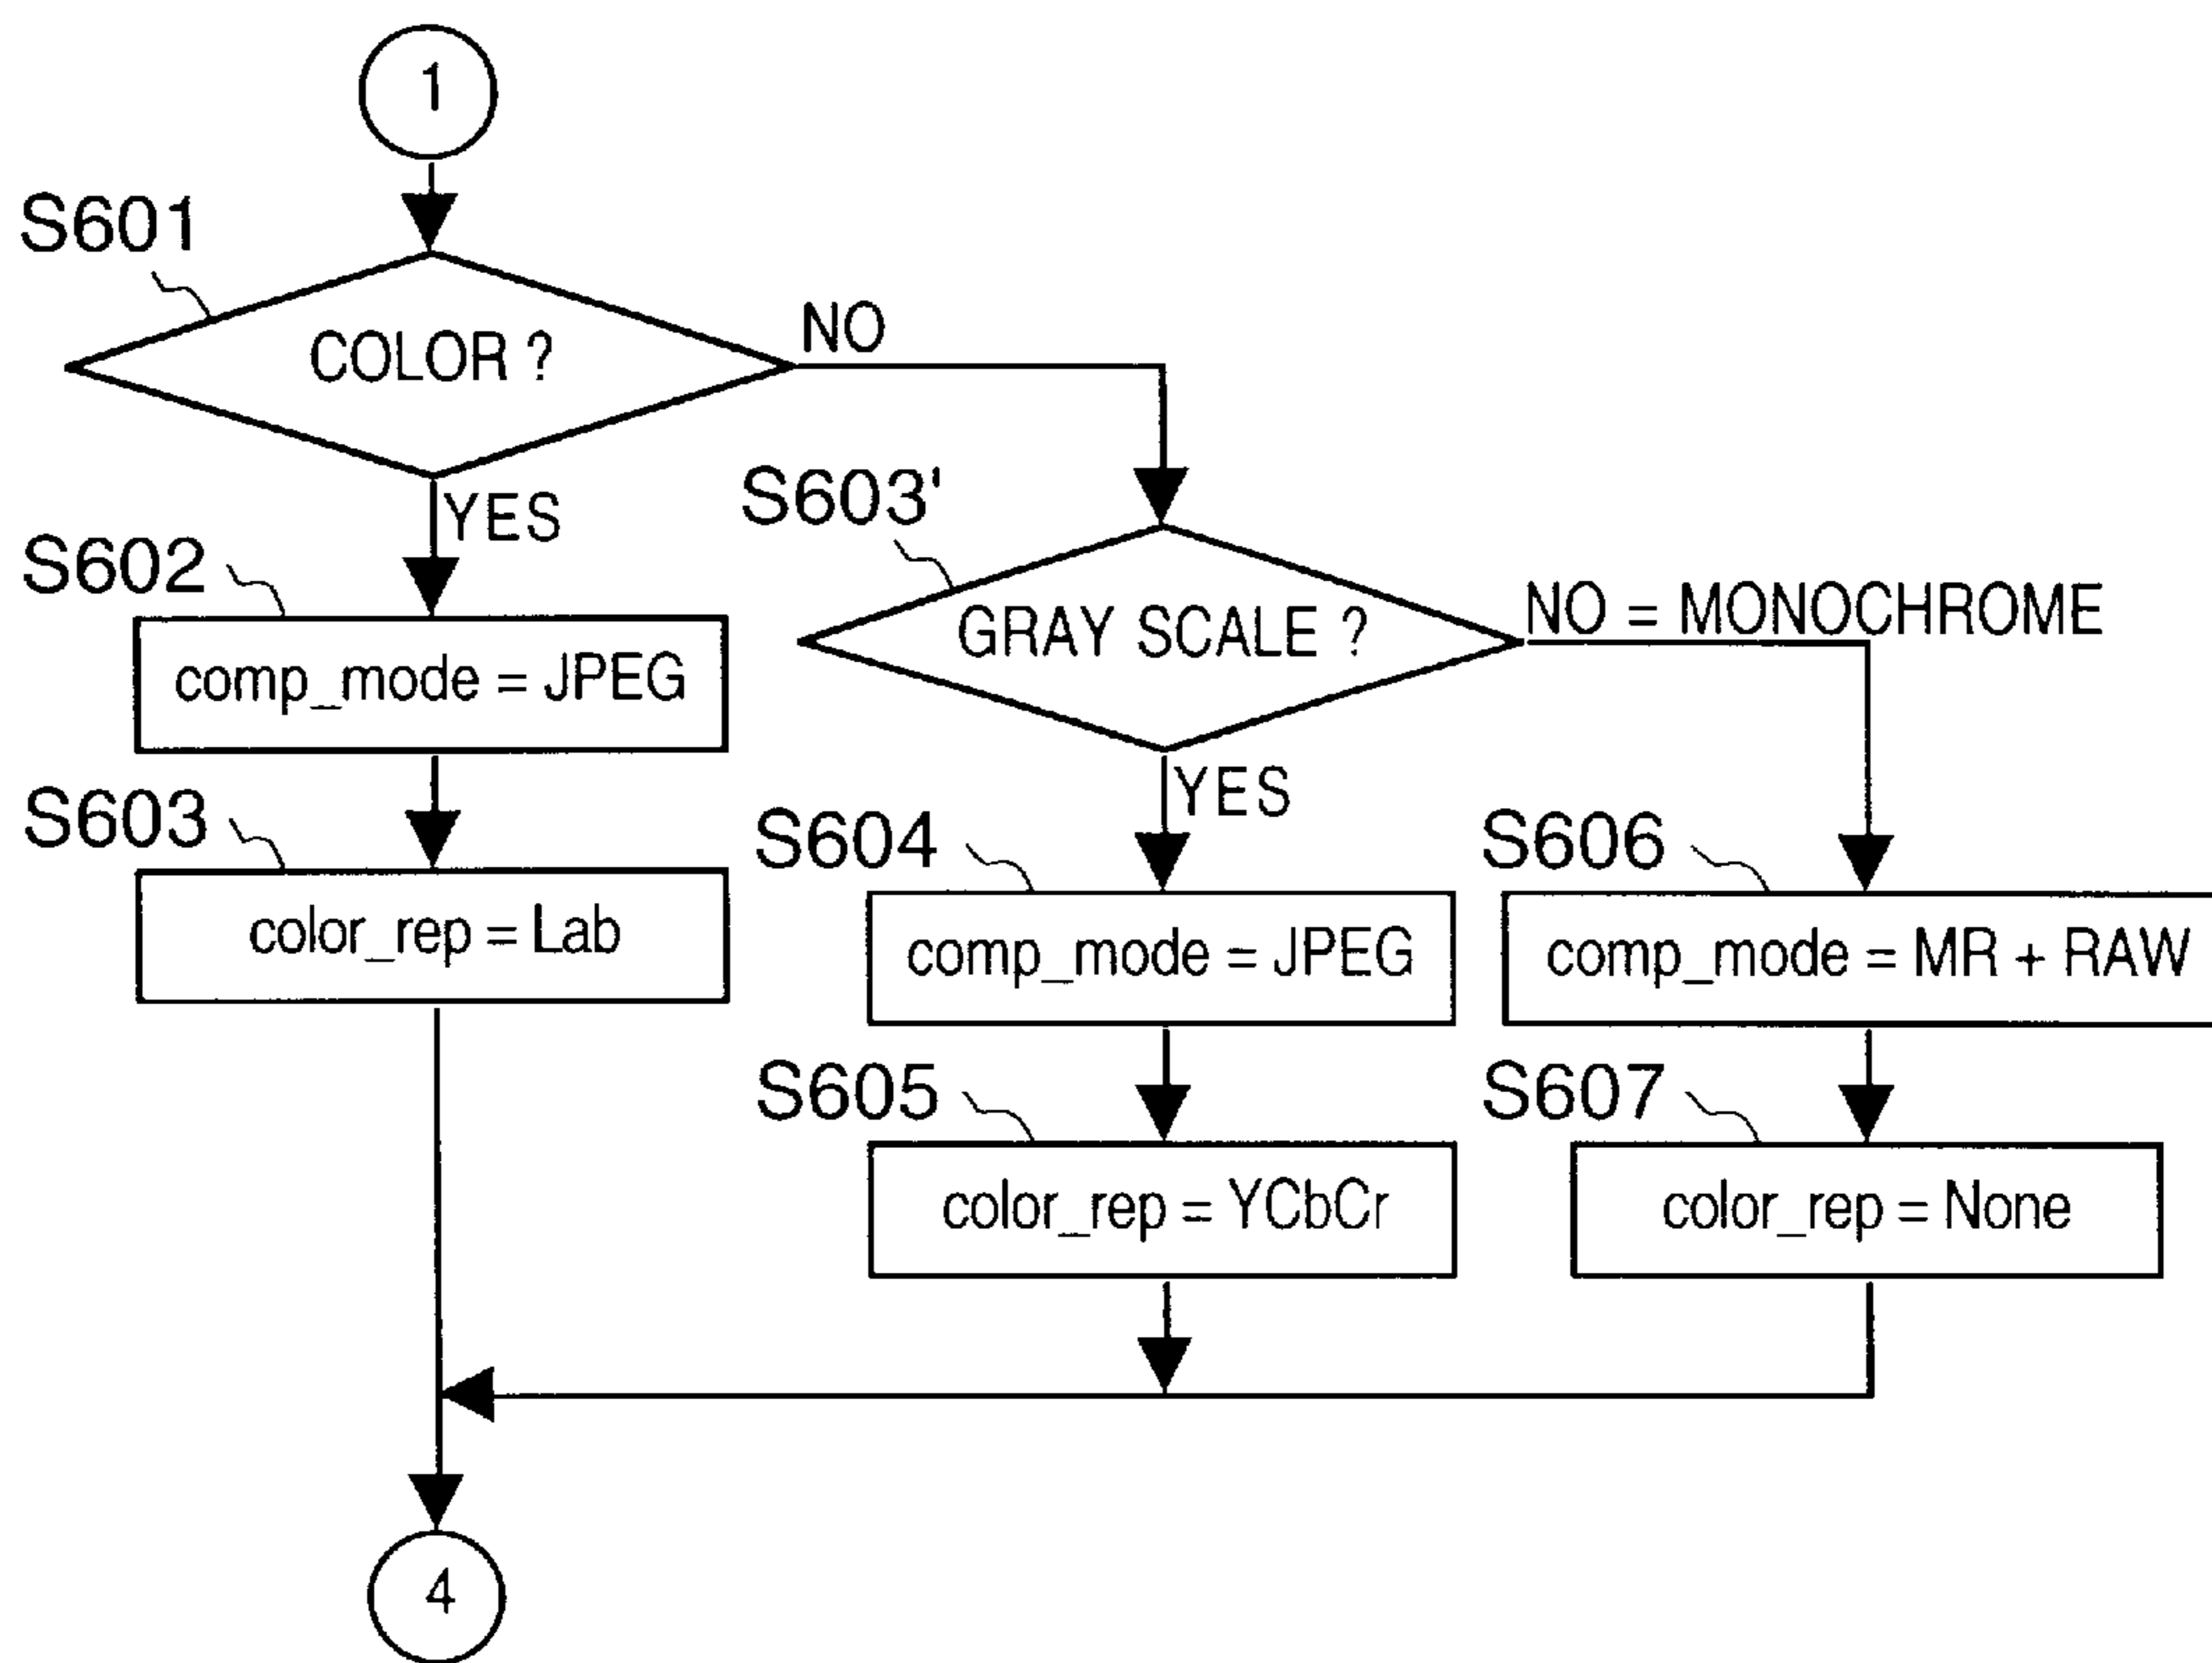 1
S601
COLOR ?
NO
YES
S602
comp_mode = JPEG
S603
color_rep = Lab
S603'
GRAY SCALE ?
NO = MONOCHROME
YES
S604
comp_mode = JPEG
S605
color_rep = YCbCr
S606
comp_mode = MR + RAW
S607
color_rep = None
4